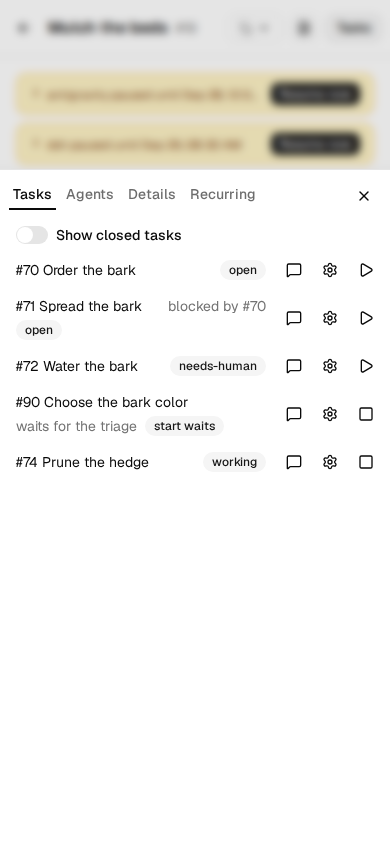 Tasks Agents Details Recurring
Show closed tasks
#70 Order the bark open
#71 Spread the bark blocked by #70
open
#72 Water the bark needs-human
#90 Choose the bark color
waits for the triage start waits
#74 Prune the hedge working